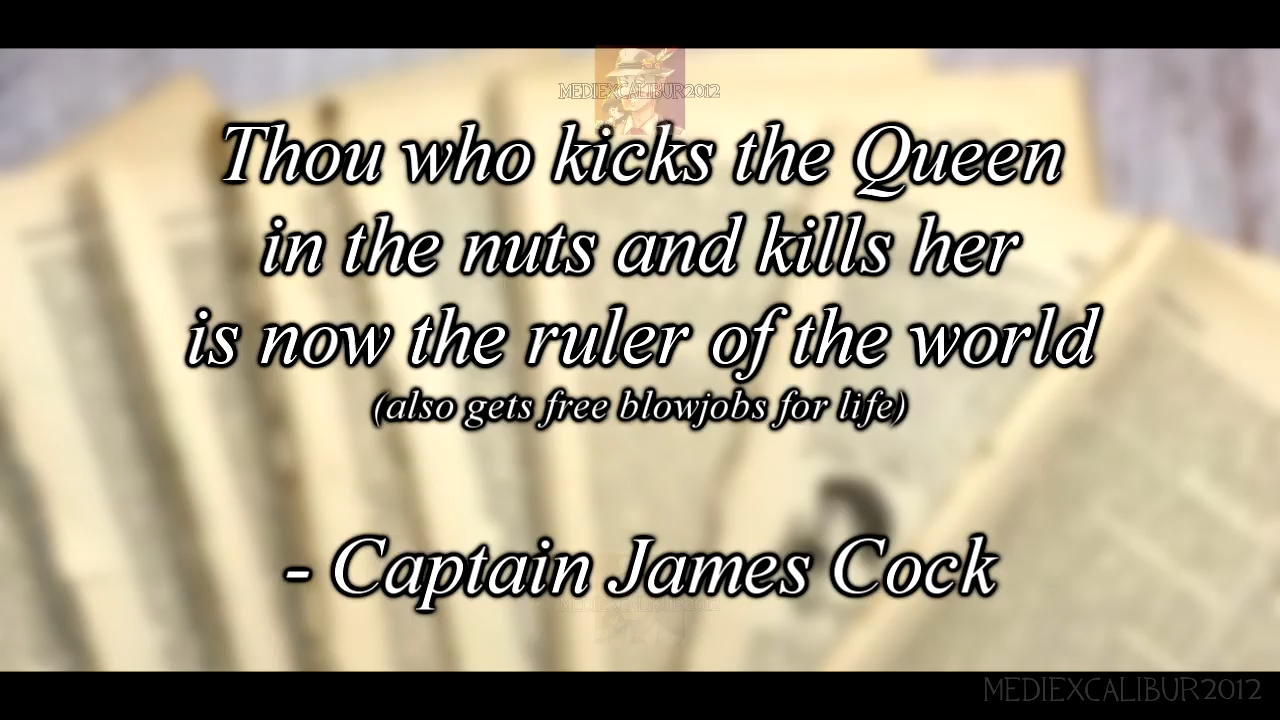 MEDIEXCALIBUR2012
Thou who kicks the Queen
in the nuts and kills her
is now the ruler of the world
(also gets free blowjobs for life)
- Captain James Cock
MEDIEXCALIBUR2012
MEDIEXCALIBUR2012